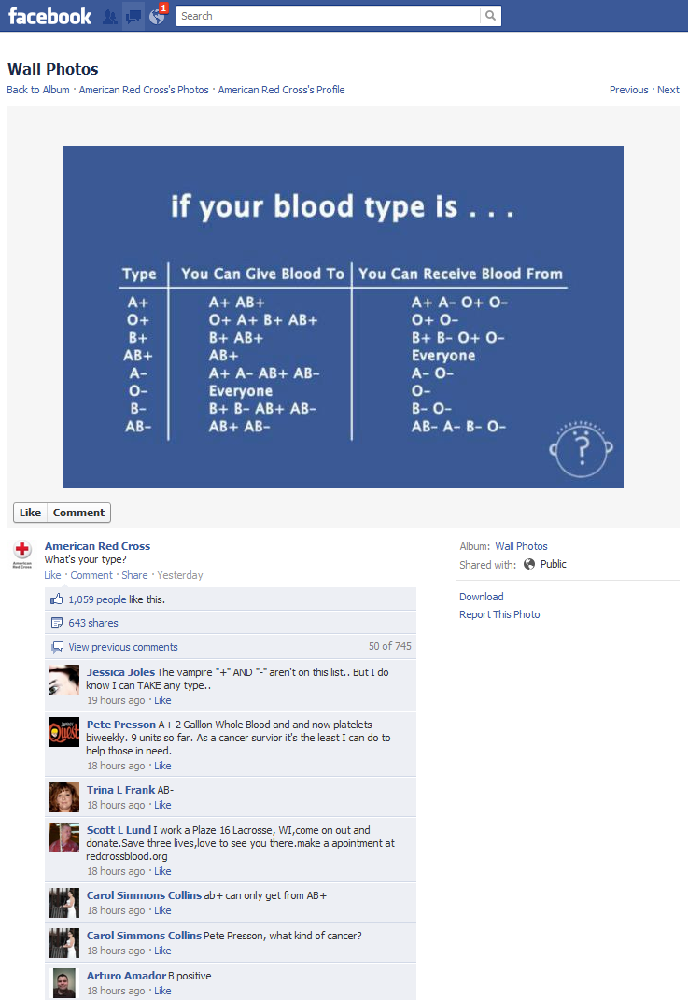 facebook
1
Search
Wall Photos
Back to Album · American Red Cross's Photos · American Red Cross's Profile
Previous · Next
if your blood type is . . .
Type You Can Give Blood To You Can Receive Blood From
A+ A+ AB+ A+ A- O+ O-
O+ O+ A+ B+ AB+ O+ O-
B+ B+ AB+ B+ B- O+ O-
AB+ AB+ Everyone
A- A+ A- AB+ AB- A- O-
O- Everyone O-
B- B+ B- AB+ AB- B- O-
AB- AB+ AB- AB- A- B- O-
?
Like Comment
American Red Cross
American Red Cross
What's your type?
Like · Comment · Share · Yesterday
Album: Wall Photos
Shared with: Public
Download
Report This Photo
1,059 people like this.
643 shares
View previous comments 50 of 745
Jessica Joles The vampire "+" AND "-" aren't on this list.. But I do
know I can TAKE any type..
19 hours ago · Like
Quest
Pete Presson A+ 2 Galllon Whole Blood and and now platelets
biweekly. 9 units so far. As a cancer survior it's the least I can do to
help those in need.
18 hours ago · Like
Trina L Frank AB-
18 hours ago · Like
Scott L Lund I work a Plaze 16 Lacrosse, WI,come on out and
donate.Save three lives,love to see you there.make a apointment at
redcrossblood.org
18 hours ago · Like
Carol Simmons Collins ab+ can only get from AB+
18 hours ago · Like
Carol Simmons Collins Pete Presson, what kind of cancer?
18 hours ago · Like
Arturo Amador B positive
18 hours ago · Like